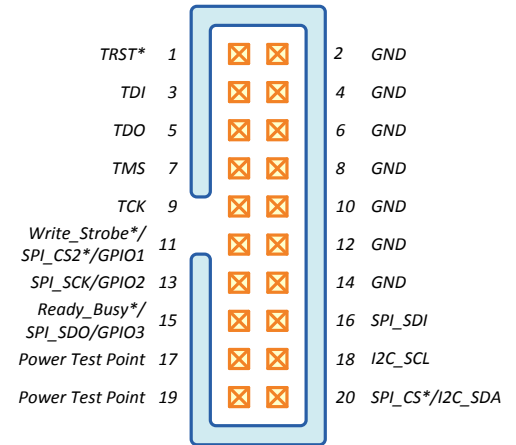 TRST* 1 2 GND
TDI 3 4 GND
TDO 5 6 GND
TMS 7 8 GND
TCK 9 10 GND
Write_Strobe*/
SPI_CS2*/GPIO1 11 12 GND
SPI_SCK/GPIO2 13 14 GND
Ready_Busy*/
SPI_SDO/GPIO3 15 16 SPI_SDI
Power Test Point 17 18 I2C_SCL
Power Test Point 19 20 SPI_CS*/I2C_SDA